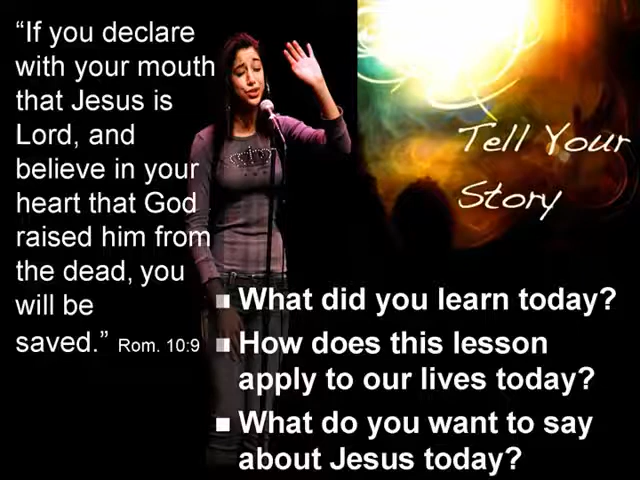 “If you declare
with your mouth
that Jesus is
Lord, and
believe in your
heart that God
raised him from
the dead, you
will be
saved.” Rom. 10:9
Tell Your
Story
What did you learn today?
How does this lesson
apply to our lives today?
What do you want to say
about Jesus today?